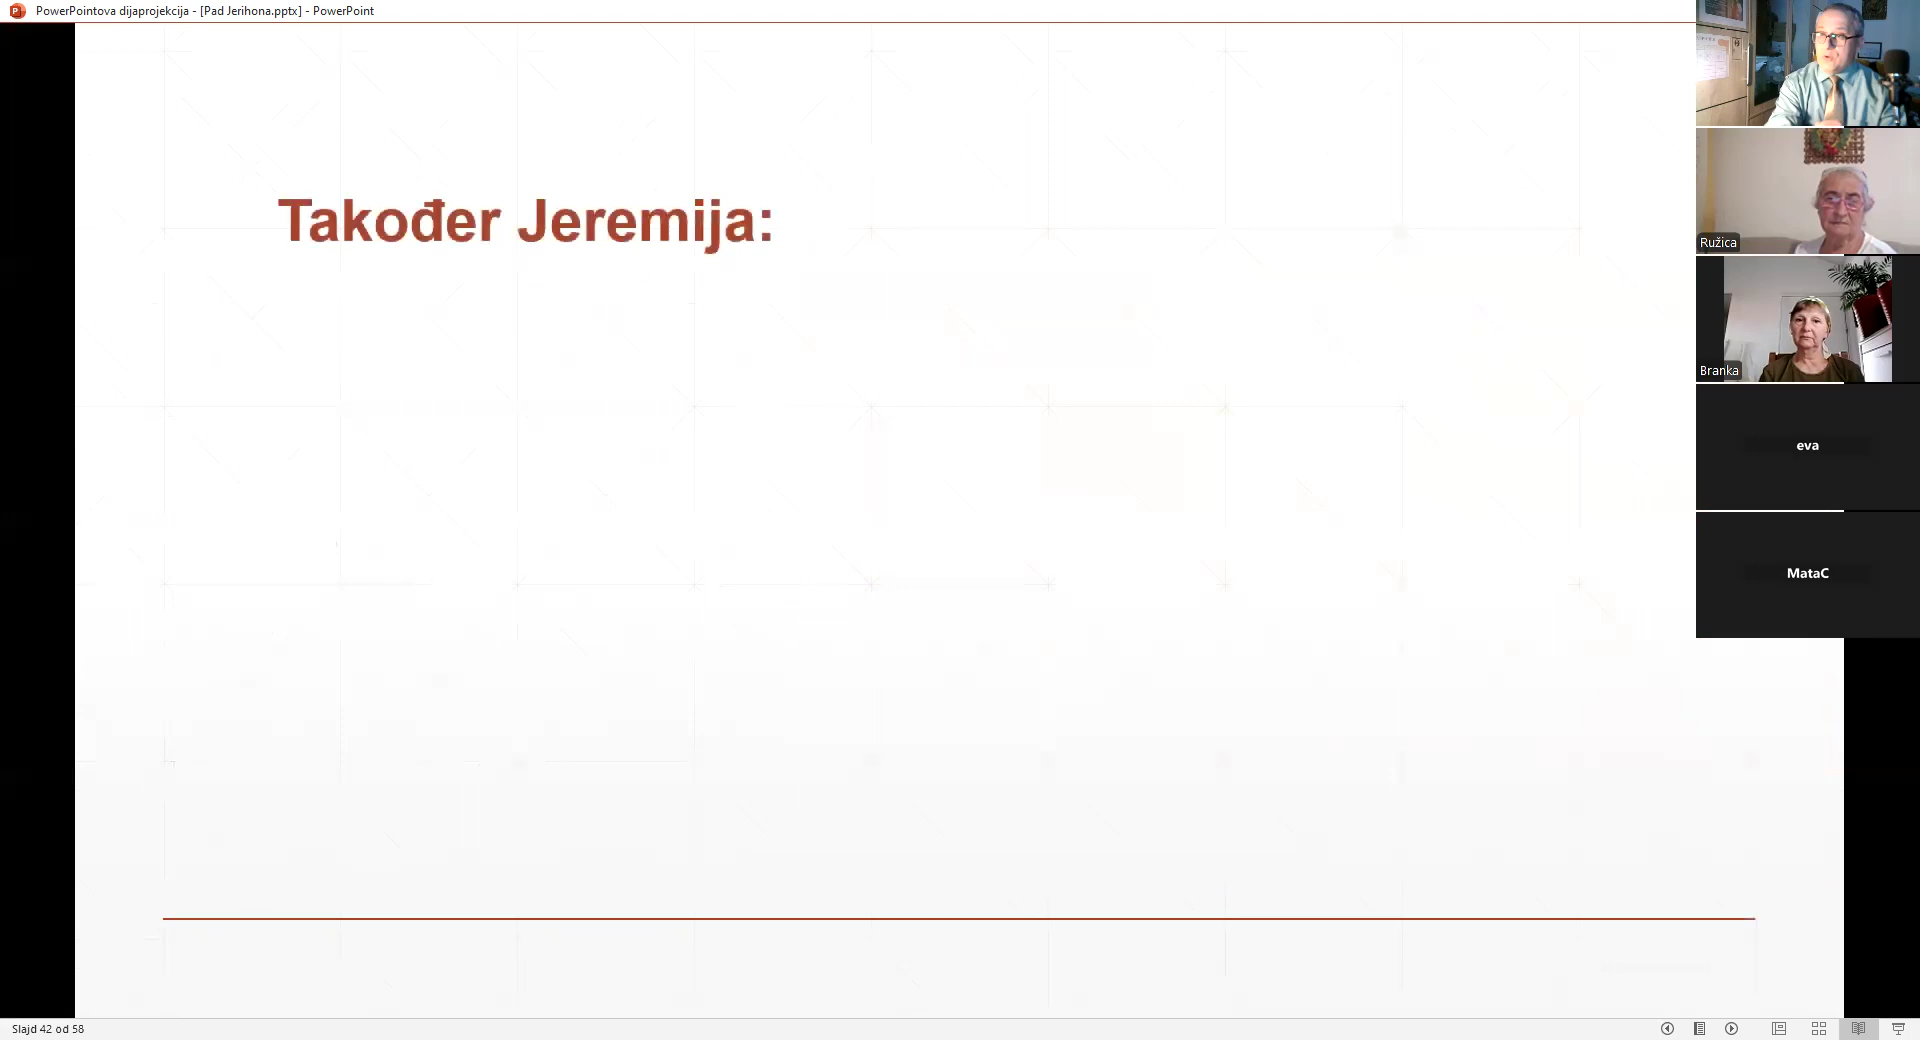 PowerPointova dijaprojekcija - [Pad Jerihona.pptx] - PowerPoint
Također Jeremija:
Ružica
Branka
eva
MataC
Slajd 42 od 58